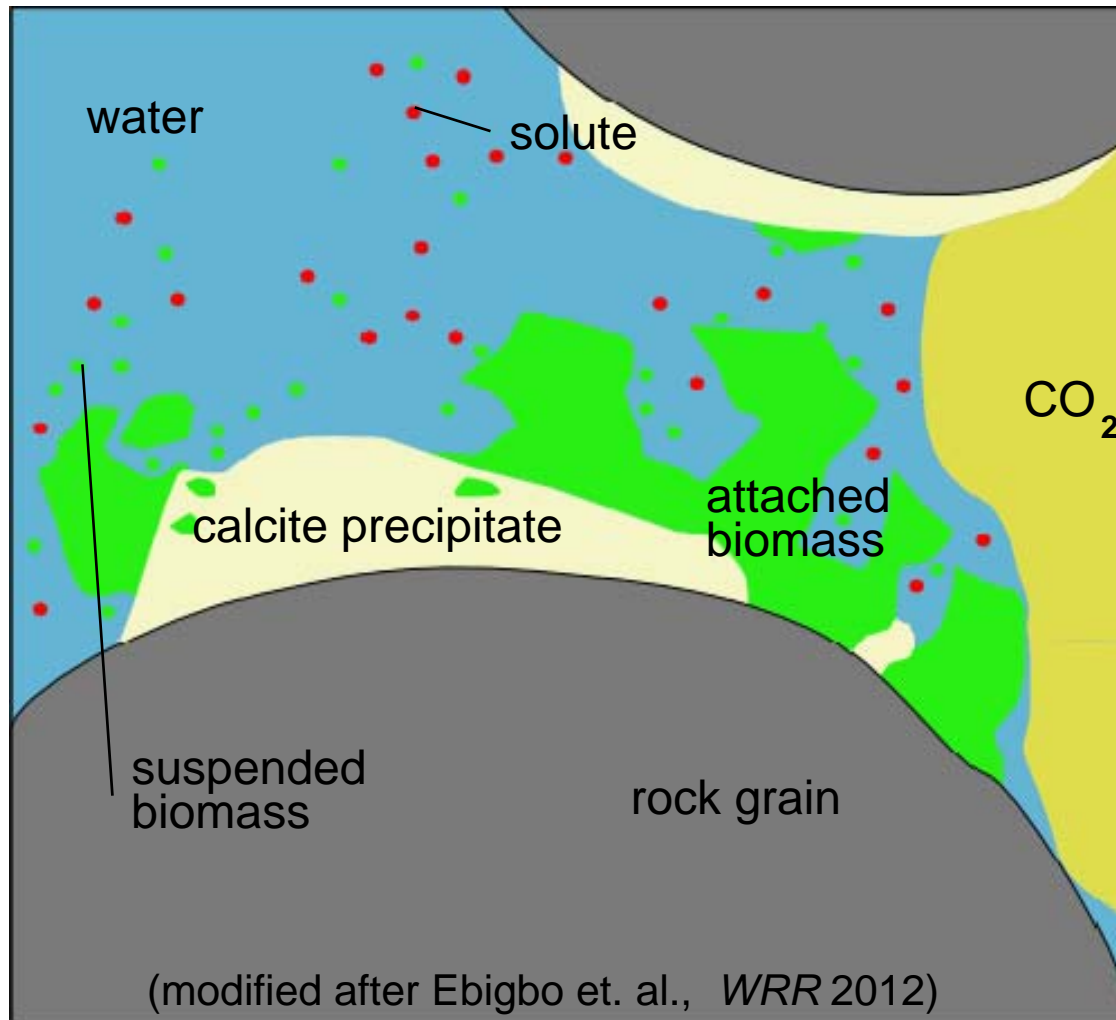 water
solute
CO2
attached
biomass
calcite precipitate
suspended
biomass
rock grain
(modified after Ebigbo et. al., WRR 2012)